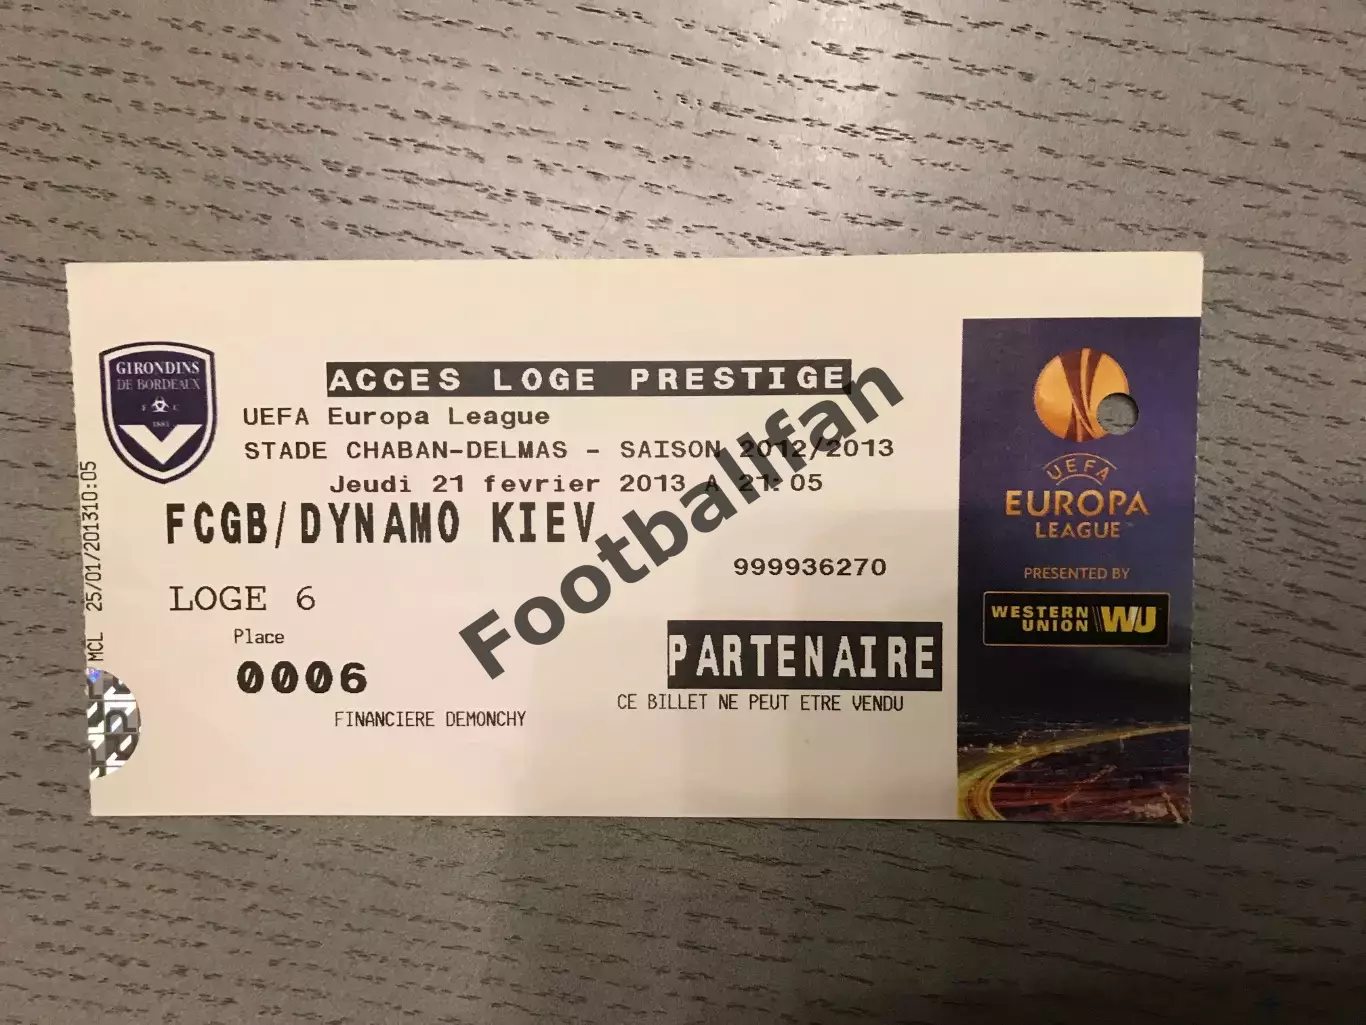 GIRONDINS
DE BORDEAUX
F C
1881
ACCES LOGE PRESTIGE
UEFA Europa League
STADE CHABAN-DELMAS - SAISON 2012/2013
Jeudi 21 fevrier 2013 A 21:05
FCGB/DYNAMO KIEV
999936270
LOGE 6
Place
0006
PARTENAIRE
CE BILLET NE PEUT ETRE VENDU
FINANCIERE DEMONCHY
MCL 25/01/201310:05
UEFA
EUROPA
LEAGUE™
PRESENTED BY
WESTERN
UNION WU
Footballfan